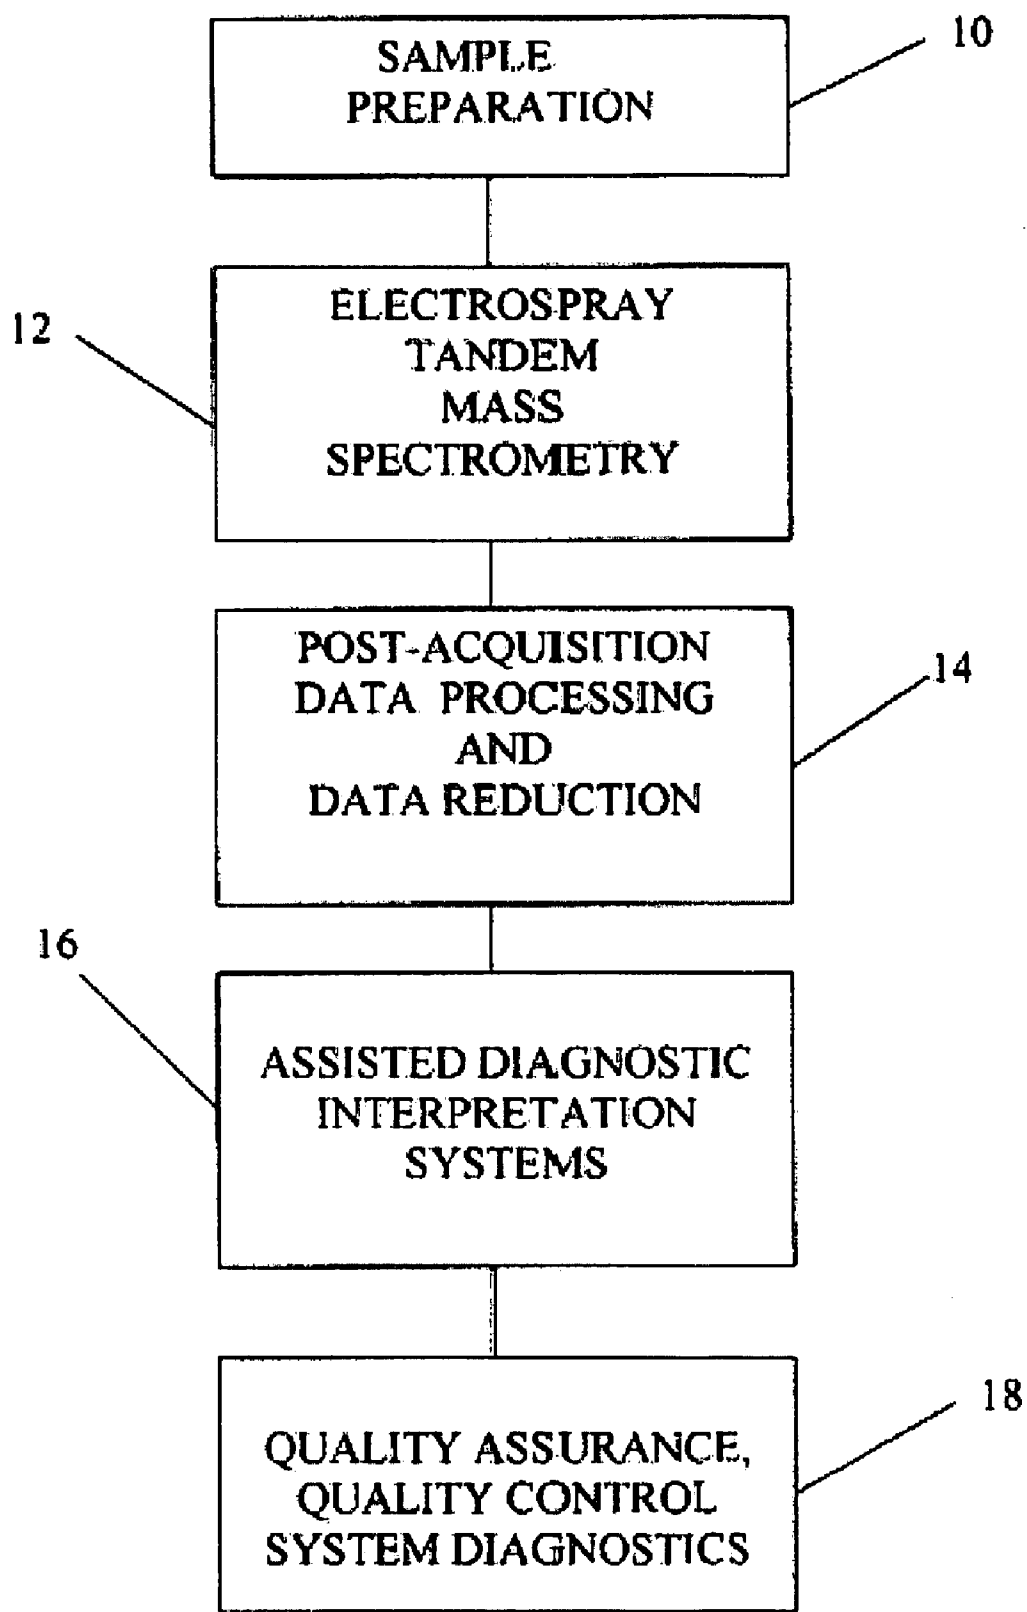 SAMPLE
PREPARATION
10
ELECTROSPRAY
TANDEM
MASS
SPECTROMETRY
12
POST-ACQUISITION
DATA PROCESSING
AND
DATA REDUCTION
14
ASSISTED DIAGNOSTIC
INTERPRETATION
SYSTEMS
16
QUALITY ASSURANCE,
QUALITY CONTROL
SYSTEM DIAGNOSTICS
18